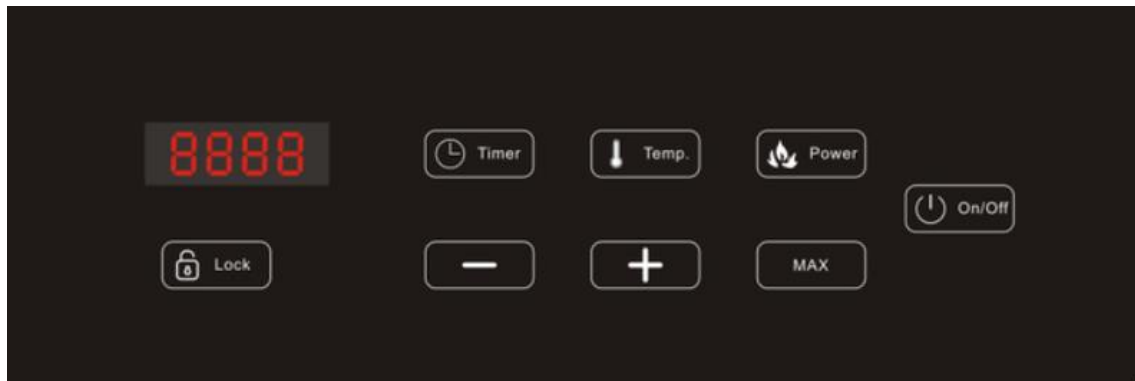 8888
Timer
Temp.
Power
On/Off
Lock
MAX